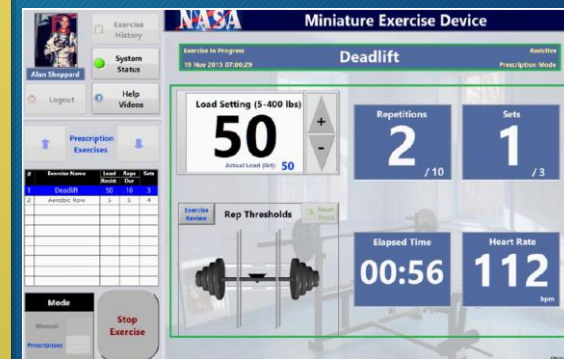 Exercise
History
System
Status
Alan Sheppard
Logout
Help
Videos
Prescription
Exercises
# Exercise Name Load Reps Sets
Resist Dur
1 Deadlift 50 10 3
2 Aerobic Row 5 5 4
Mode
Manual
Prescription
Stop
Exercise
NASA
Miniature Exercise Device
Exercise in Progress
19 Nov 2015 07:00:29
Deadlift
Resistive
Prescription Mode
Load Setting (5-400 lbs)
50
+
-
Actual Load (lbf): 50
Repetitions
2
/10
Sets
1
/3
Exercise
Review
Rep Thresholds
Reset
Elapsed Time
00:56
Heart Rate
112
bpm